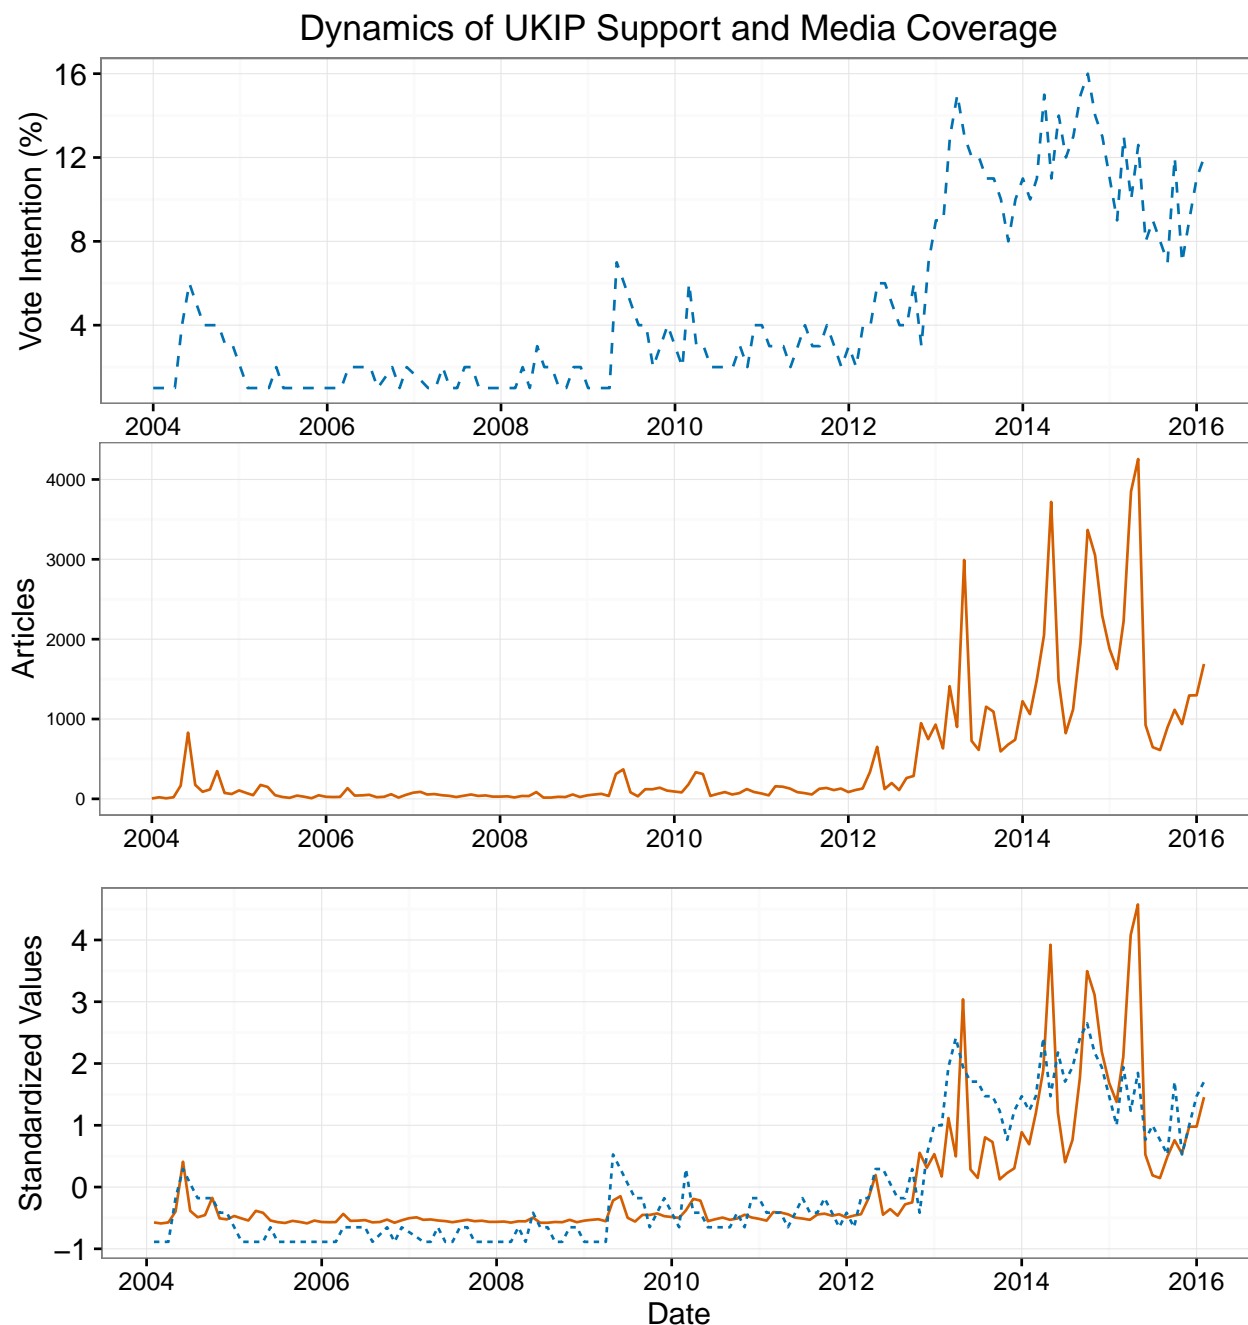 Dynamics of UKIP Support and Media Coverage
Vote Intention (%)
16
12
8
4
2004 2006 2008 2010 2012 2014 2016
Articles
4000
3000
2000
1000
0
2004 2006 2008 2010 2012 2014 2016
Standardized Values
4
3
2
1
0
−1
2004 2006 2008 2010 2012 2014 2016
Date